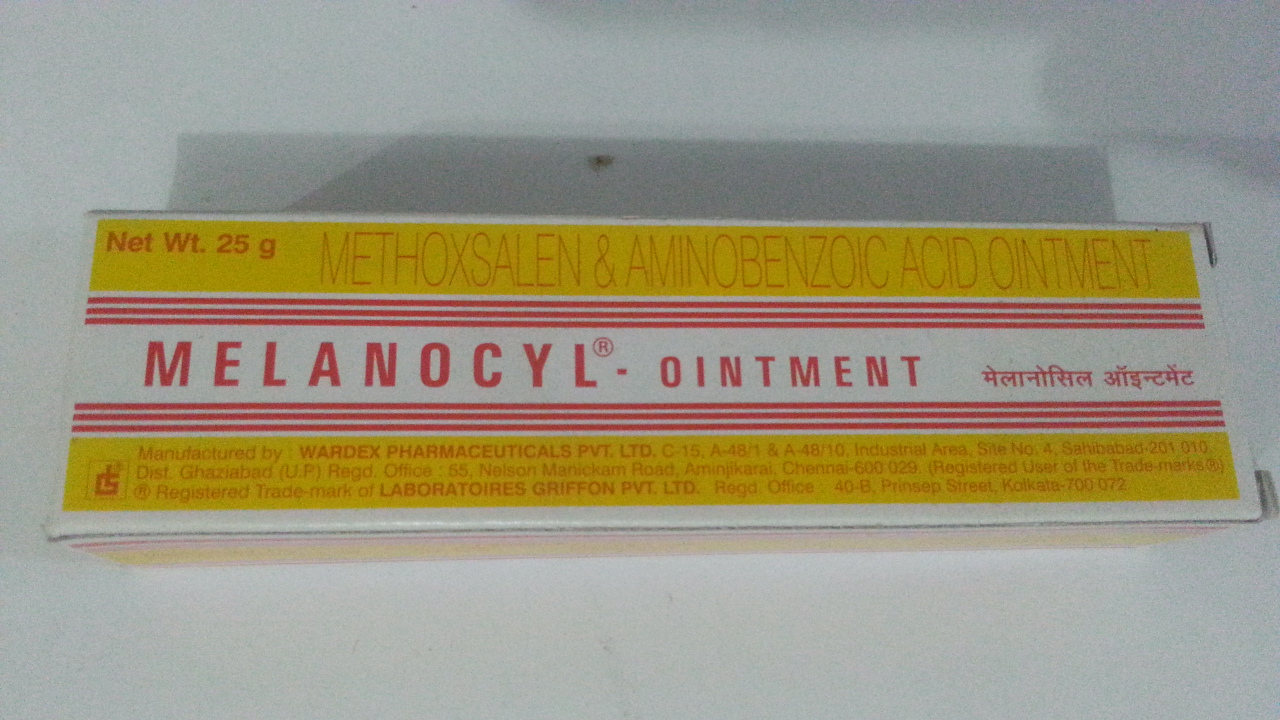 Net Wt. 25 g METHOXSALEN & AMINOBENZOIC ACID OINTMENT
MELANOCYL® - OINTMENT मेलानोसिल ऑइन्टमेंट
Manufactured by : WARDEX PHARMACEUTICALS PVT. LTD. C-15, A-48/1 & A-48/10, Industrial Area, Site No. 4, Sahibabad-201 010,
Dist. Ghaziabad (U.P.) Regd. Office : 55, Nelson Manickam Road, Aminjikarai, Chennai-600 029. (Registered User of the Trade-marks®)
® Registered Trade-mark of LABORATOIRES GRIFFON PVT. LTD. Regd. Office : 40-B, Prinsep Street, Kolkata-700 072